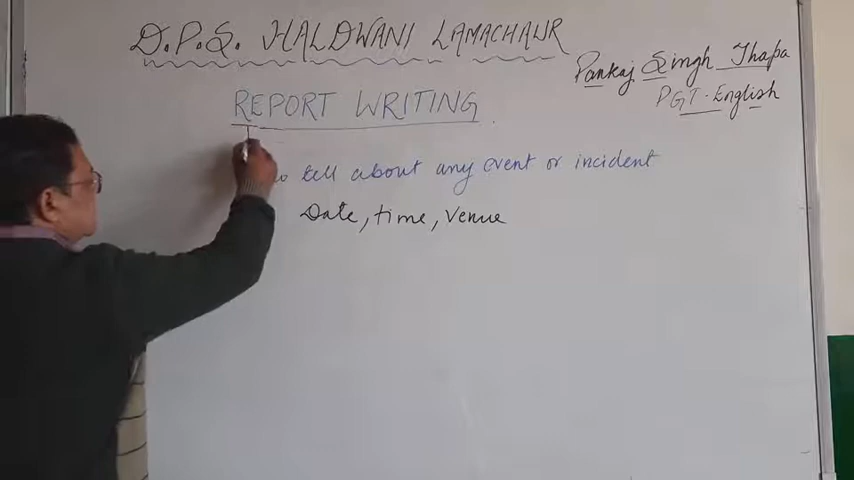 D.P.S. HALDWANI LAMACHAUR
Pankaj Singh Thapa
PGT. English
REPORT WRITING
tell about any event or incident
Date, time, Venue